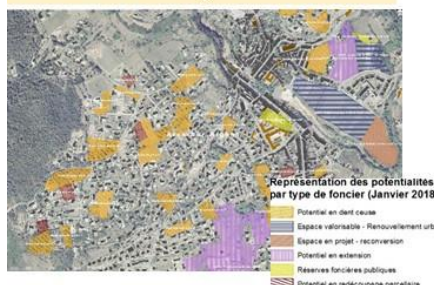 Représentation des potentialités
par type de foncier (Janvier 2018
Potentiel en dent creuse
Espace valorisable - Renouvellement urb
Espace en projet - reconversion
Potentiel en extension
Réserves foncières publiques
Potentiel en redécoupage parcellaire